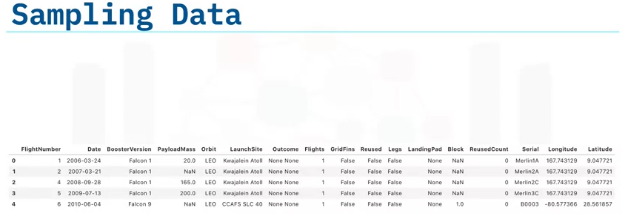 Sampling Data
FlightNumber Date BoosterVersion PayloadMass Orbit LaunchSite Outcome Flights GridFins Reused Legs LandingPad Block ReusedCount Serial Longitude Latitude
0 1 2006-03-24 Falcon 1 20.0 LEO Kwajalein Atoll None None 1 False False False None NaN 0 Merlin1A 167.743129 9.047721
1 2 2007-03-21 Falcon 1 NaN LEO Kwajalein Atoll None None 1 False False False None NaN 0 Merlin2A 167.743129 9.047721
2 4 2008-09-28 Falcon 1 165.0 LEO Kwajalein Atoll None None 1 False False False None NaN 0 Merlin2C 167.743129 9.047721
3 5 2009-07-13 Falcon 1 200.0 LEO Kwajalein Atoll None None 1 False False False None NaN 0 Merlin3C 167.743129 9.047721
4 6 2010-06-04 Falcon 9 NaN LEO CCAFS SLC 40 None None 1 False False False None 1.0 0 B0003 -80.577366 28.561857